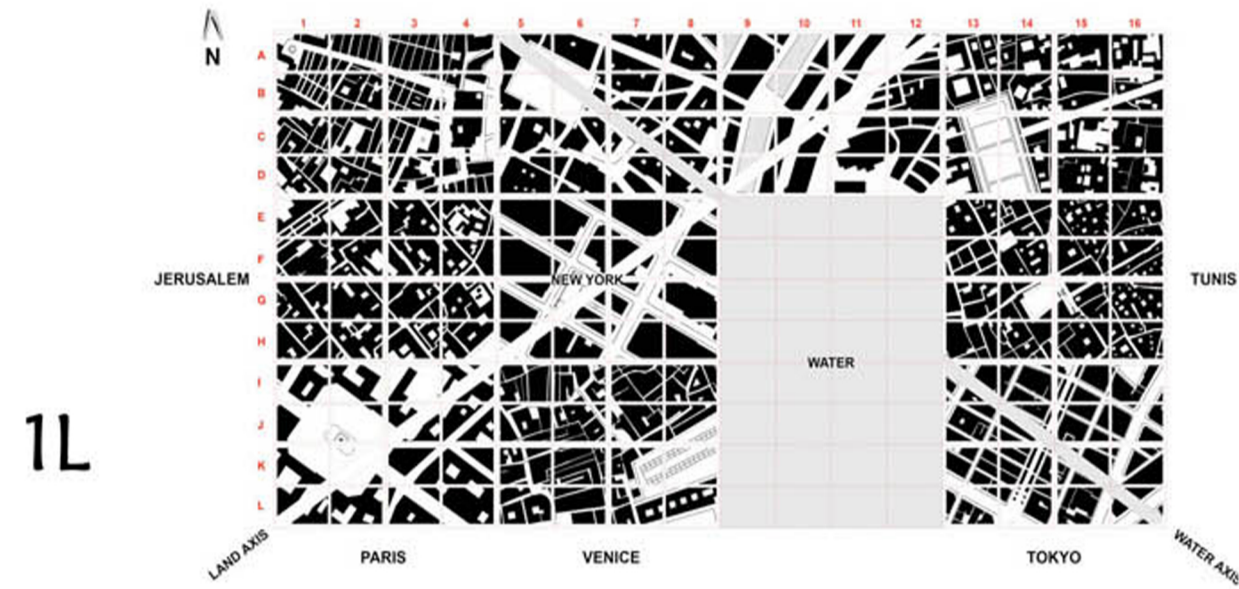 1 2 3 4 5 6 7 8 9 10 11 12 13 14 15 16
N
A
B
C
D
E
F
JERUSALEM NEW YORK TUNIS
G
H
WATER
I
J
1L
K
L
LAND AXIS PARIS VENICE TOKYO WATER AXIS